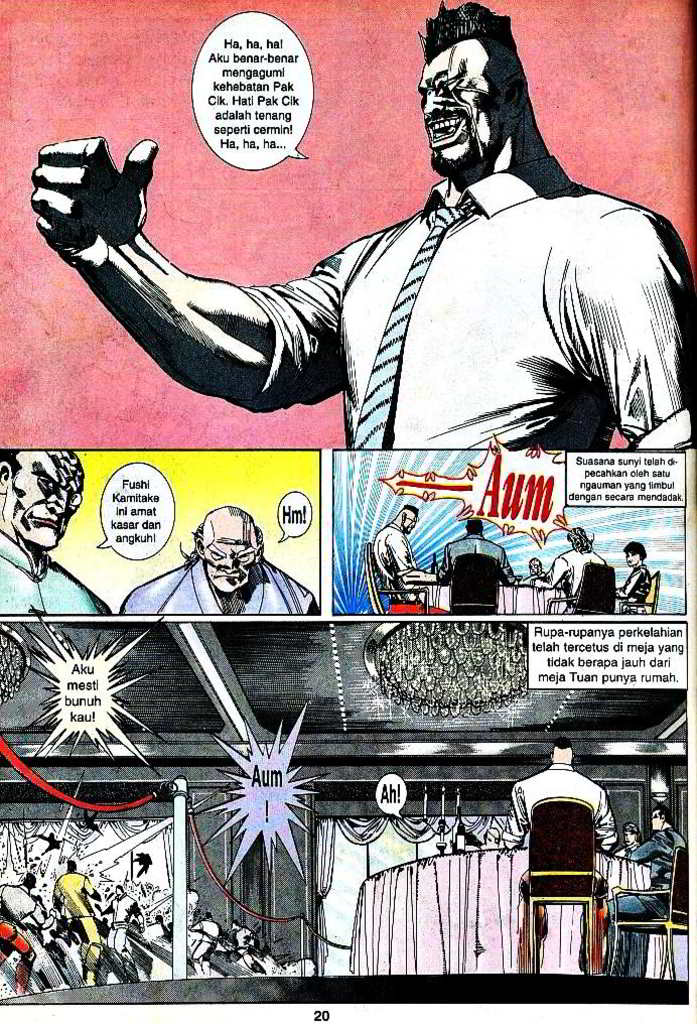 Ha, ha, ha!
Aku benar-benar
mengagumi
kehebatan Pak
Cik. Hati Pak Cik
adalah tenang
seperti cermin!
Ha, ha, ha...
Fushi
Kamitake
ini amat
kasar dan
angkuh!
Hm!
Aum
Suasana sunyi telah di-
pecahkan oleh satu
ngauman yang timbul
dengan secara mendadak.
Rupa-rupanya perkelahian
telah tercetus di meja yang
tidak berapa jauh dari
meja Tuan punya rumah.
Aku
mesti
bunuh
kau!
Aum
!
Ah!
20